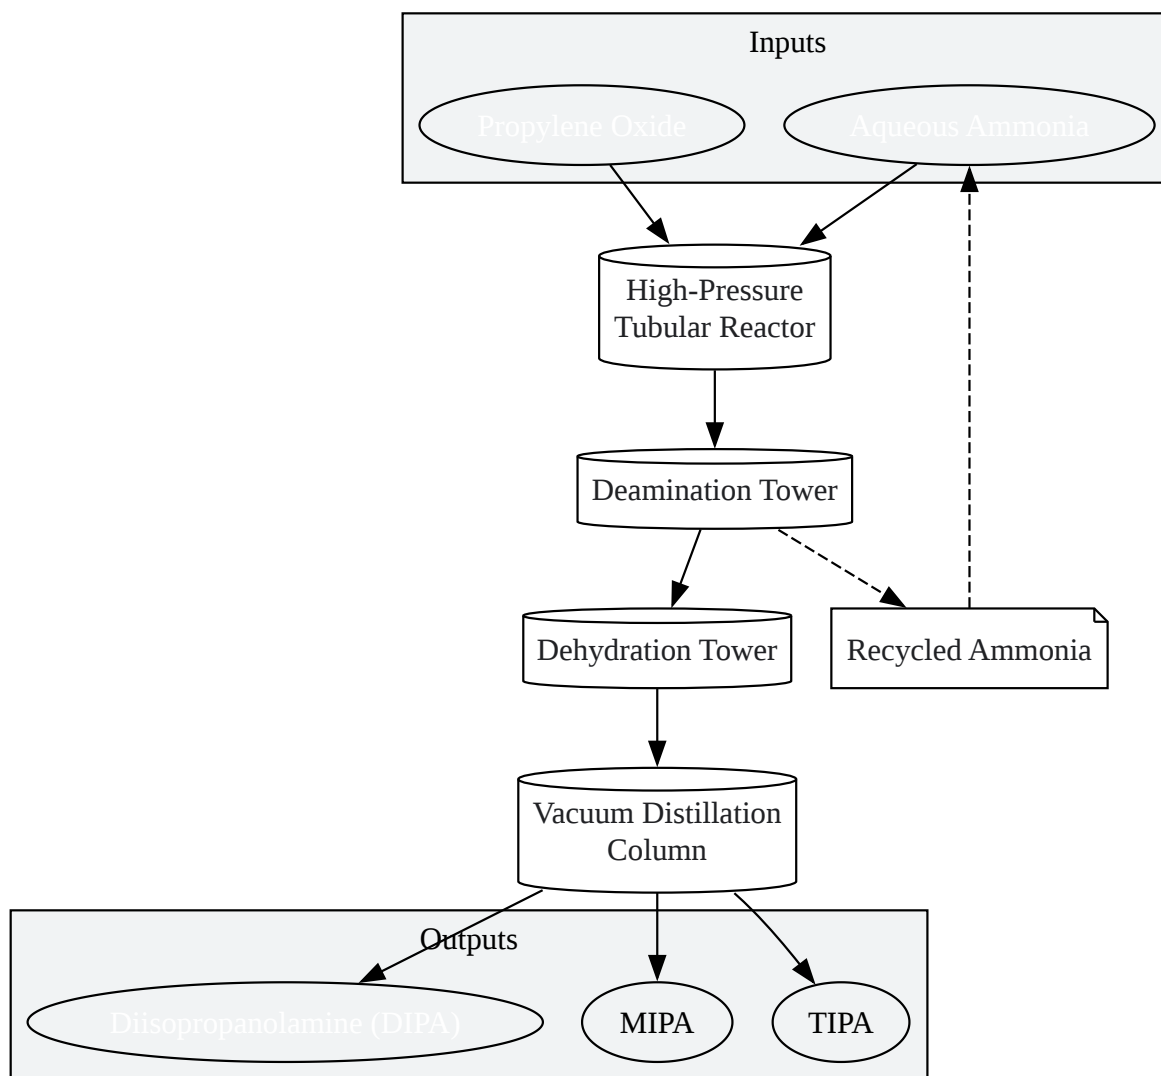 Inputs
Propylene Oxide
Aqueous Ammonia
High-Pressure
Tubular Reactor
Deamination Tower
Dehydration Tower
Recycled Ammonia
Vacuum Distillation
Column
Outputs
Diisopropanolamine (DIPA)
MIPA
TIPA